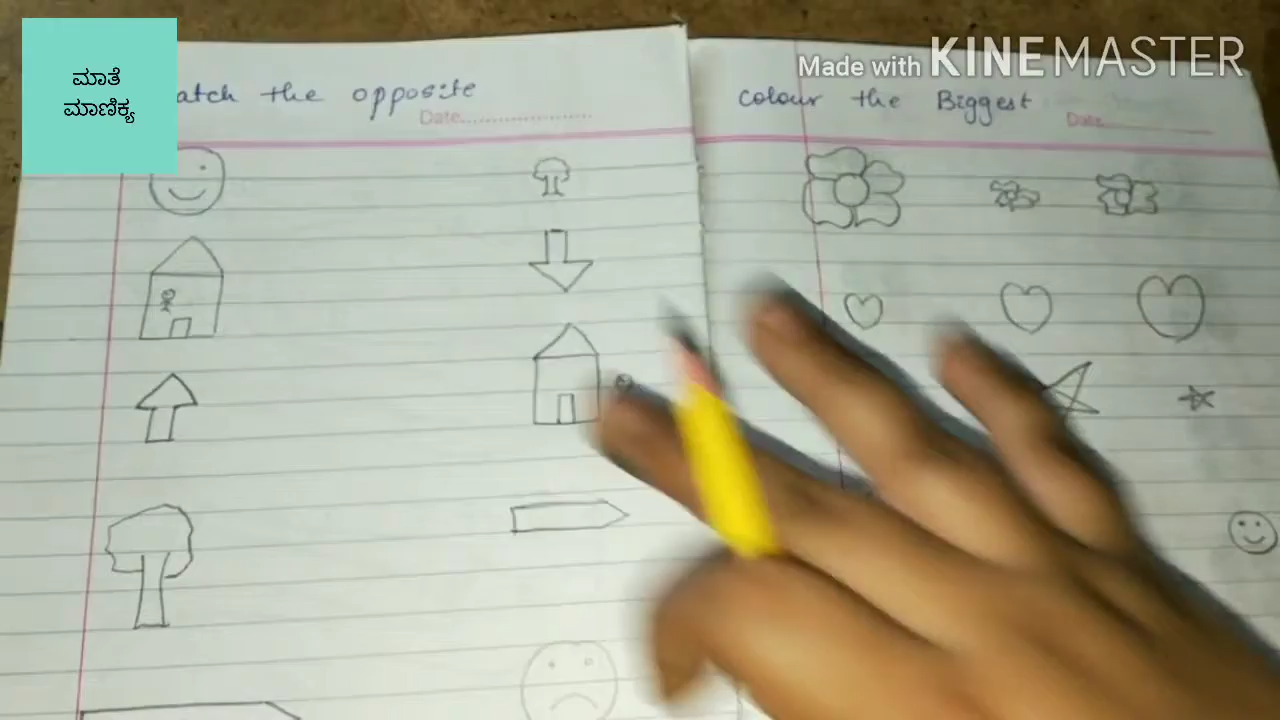 ಮಾತೆ
ಮಾಣಿಕ್ಯ
Made with KINEMASTER
atch the opposite
Date
Colour the Biggest
Date